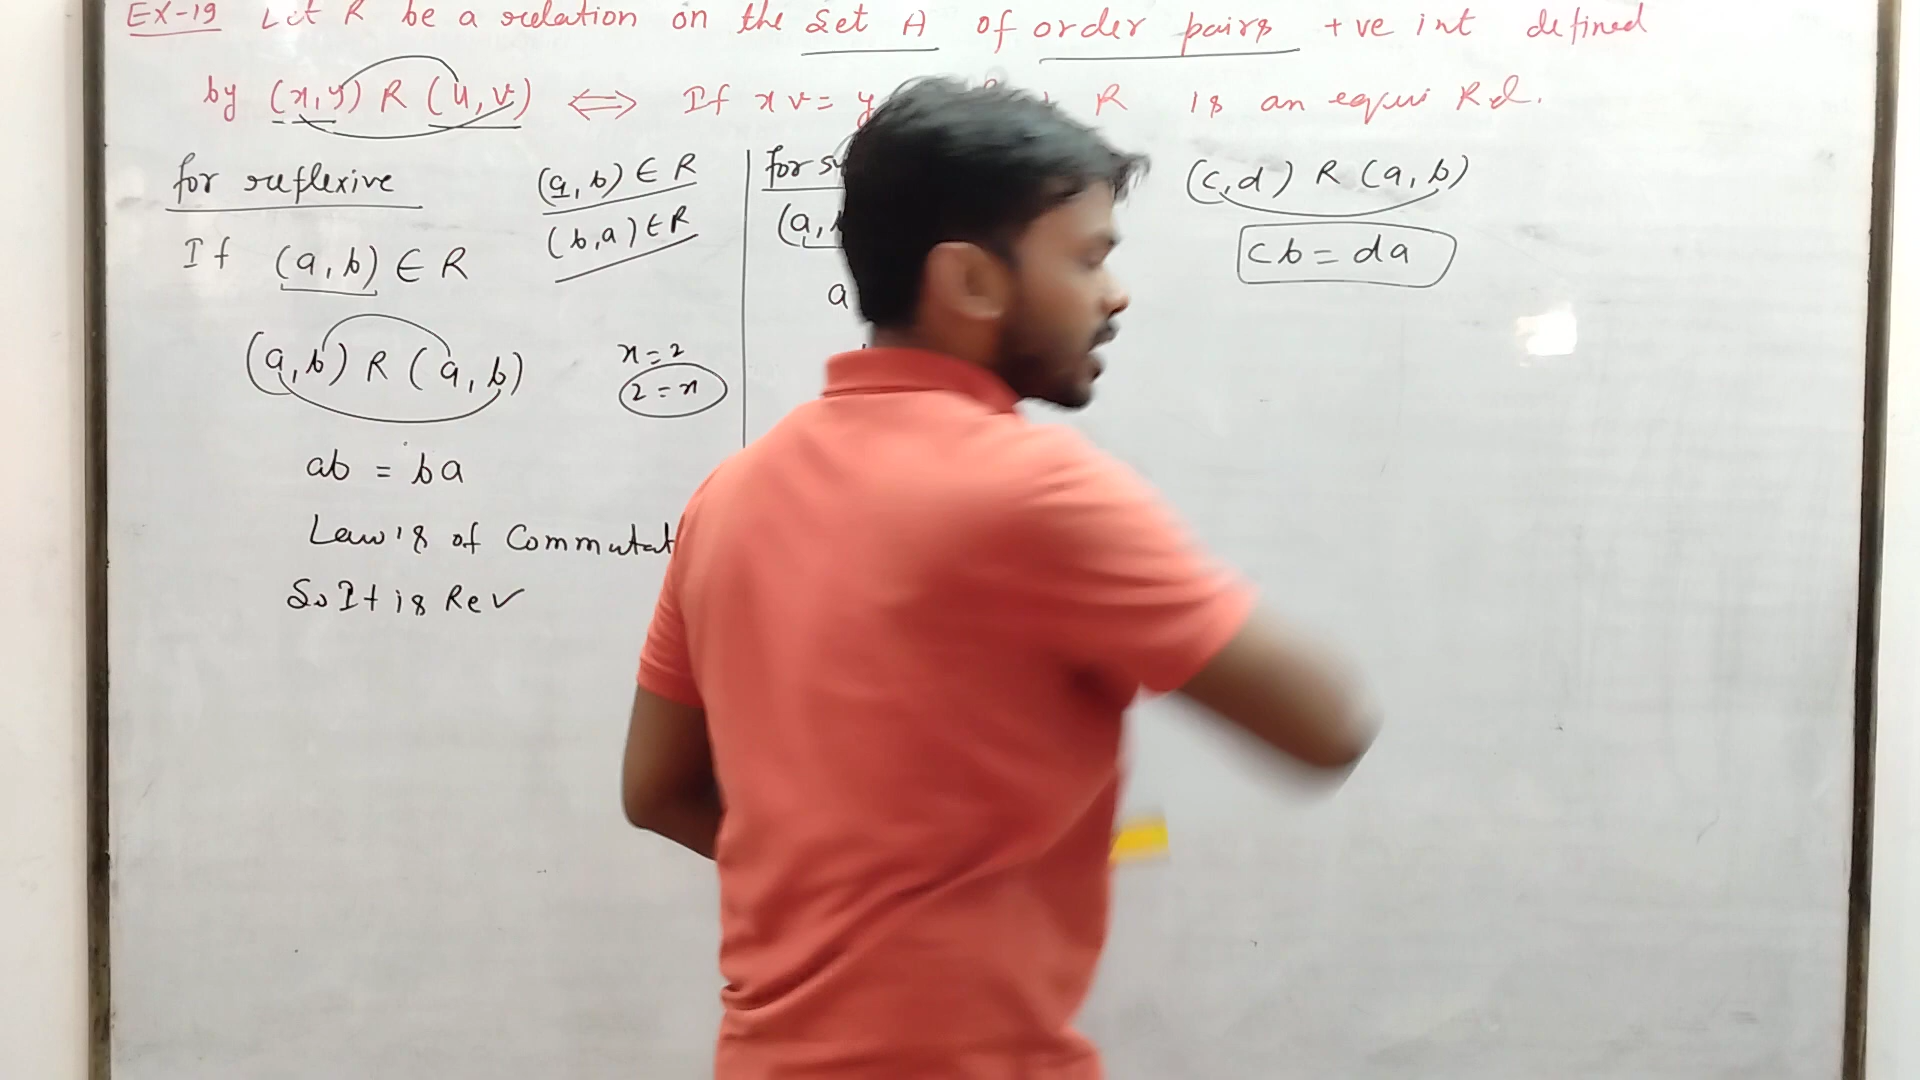 EX-19 Let R be a relation on the Set A of order pairs +ve int defined
by (x,y) R (u,v) ⟺ If xv = y R is an equi Rel.
for reflexive
(a,b) ∈ R
(b,a) ∈ R
If (a,b) ∈ R
(a,b) R (a,b)
x=2
2=x
ab = ba
Law's of Commutat
So It is Re ✓
for sy
(a,
a
(c,d) R (a,b)
cb = da